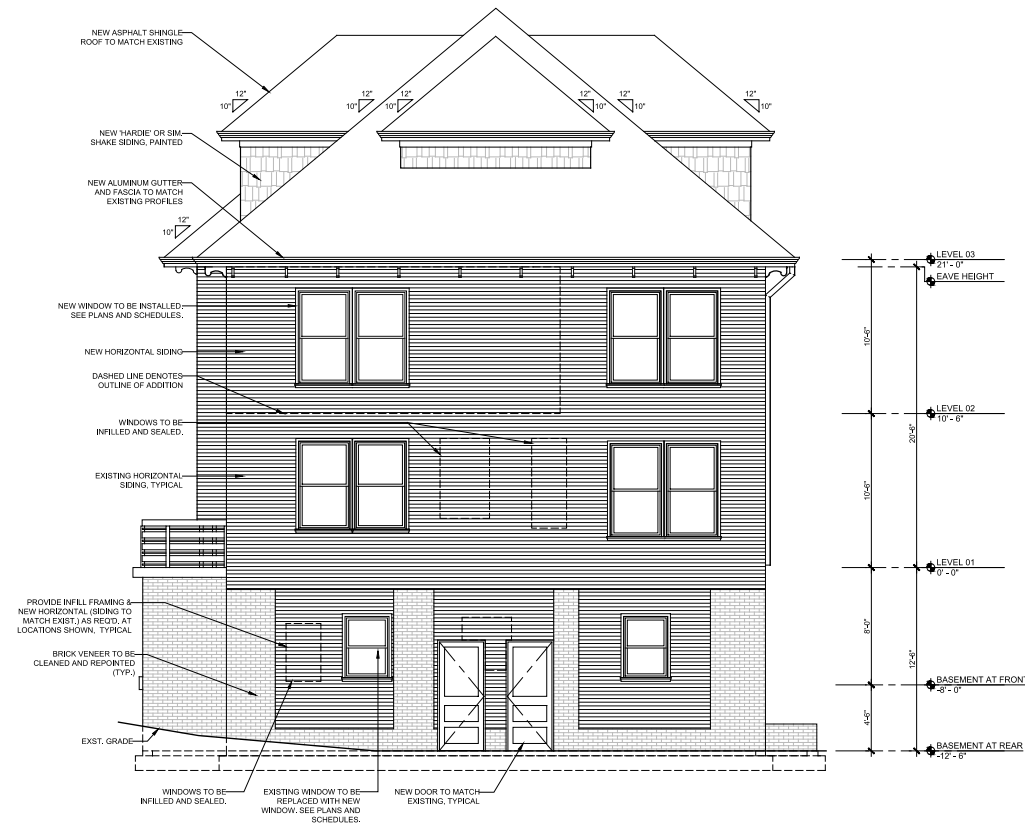 NEW ASPHALT SHINGLE
ROOF TO MATCH EXISTING
12"
10"
12"
10"
12"
10"
12"
10"
12"
10"
12"
10"
NEW 'HARDIE' OR SIM.
SHAKE SIDING, PAINTED
NEW ALUMINUM GUTTER
AND FASCIA TO MATCH
EXISTING PROFILES
12"
10"
LEVEL 03
21' - 0"
EAVE HEIGHT
NEW WINDOW TO BE INSTALLED.
SEE PLANS AND SCHEDULES.
10'-6"
NEW HORIZONTAL SIDING
DASHED LINE DENOTES
OUTLINE OF ADDITION
LEVEL 02
10' - 6"
WINDOWS TO BE
INFILLED AND SEALED.
20'-6"
EXISTING HORIZONTAL
SIDING, TYPICAL
10'-6"
LEVEL 01
0' - 0"
PROVIDE INFILL FRAMING &
NEW HORIZONTAL (SIDING TO
MATCH EXIST.) AS REQ'D. AT
LOCATIONS SHOWN, TYPICAL
8'-0"
12'-6"
BRICK VENEER TO BE
CLEANED AND REPOINTED
(TYP.)
BASEMENT AT FRONT
-8' - 0"
4'-6"
EXST. GRADE
BASEMENT AT REAR
-12' - 6"
WINDOWS TO BE
INFILLED AND SEALED.
EXISTING WINDOW TO BE
REPLACED WITH NEW
WINDOW. SEE PLANS AND
SCHEDULES.
NEW DOOR TO MATCH
EXISTING, TYPICAL